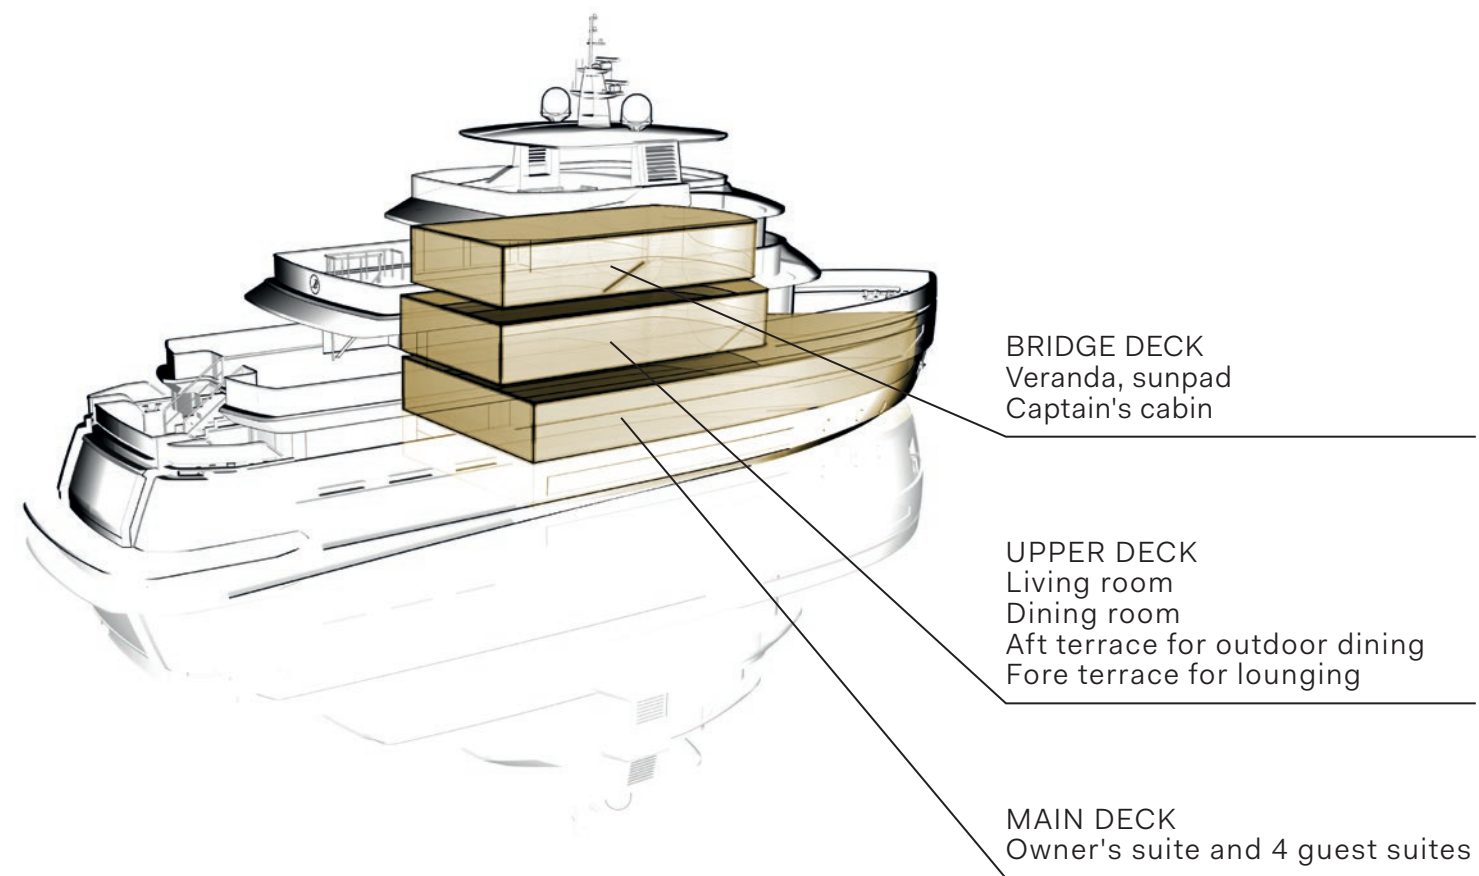 BRIDGE DECK
Veranda, sunpad
Captain's cabin
UPPER DECK
Living room
Dining room
Aft terrace for outdoor dining
Fore terrace for lounging
MAIN DECK
Owner's suite and 4 guest suites